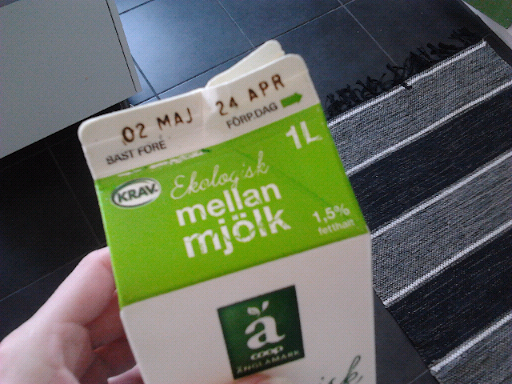 02 MAJ 24 APR
BÄST FÖRE FÖRP.DAG
1L
KRAV
Ekologisk
mellan
mjölk
1,5%
fetthalt
ä
coop
ÄNGLAMARK